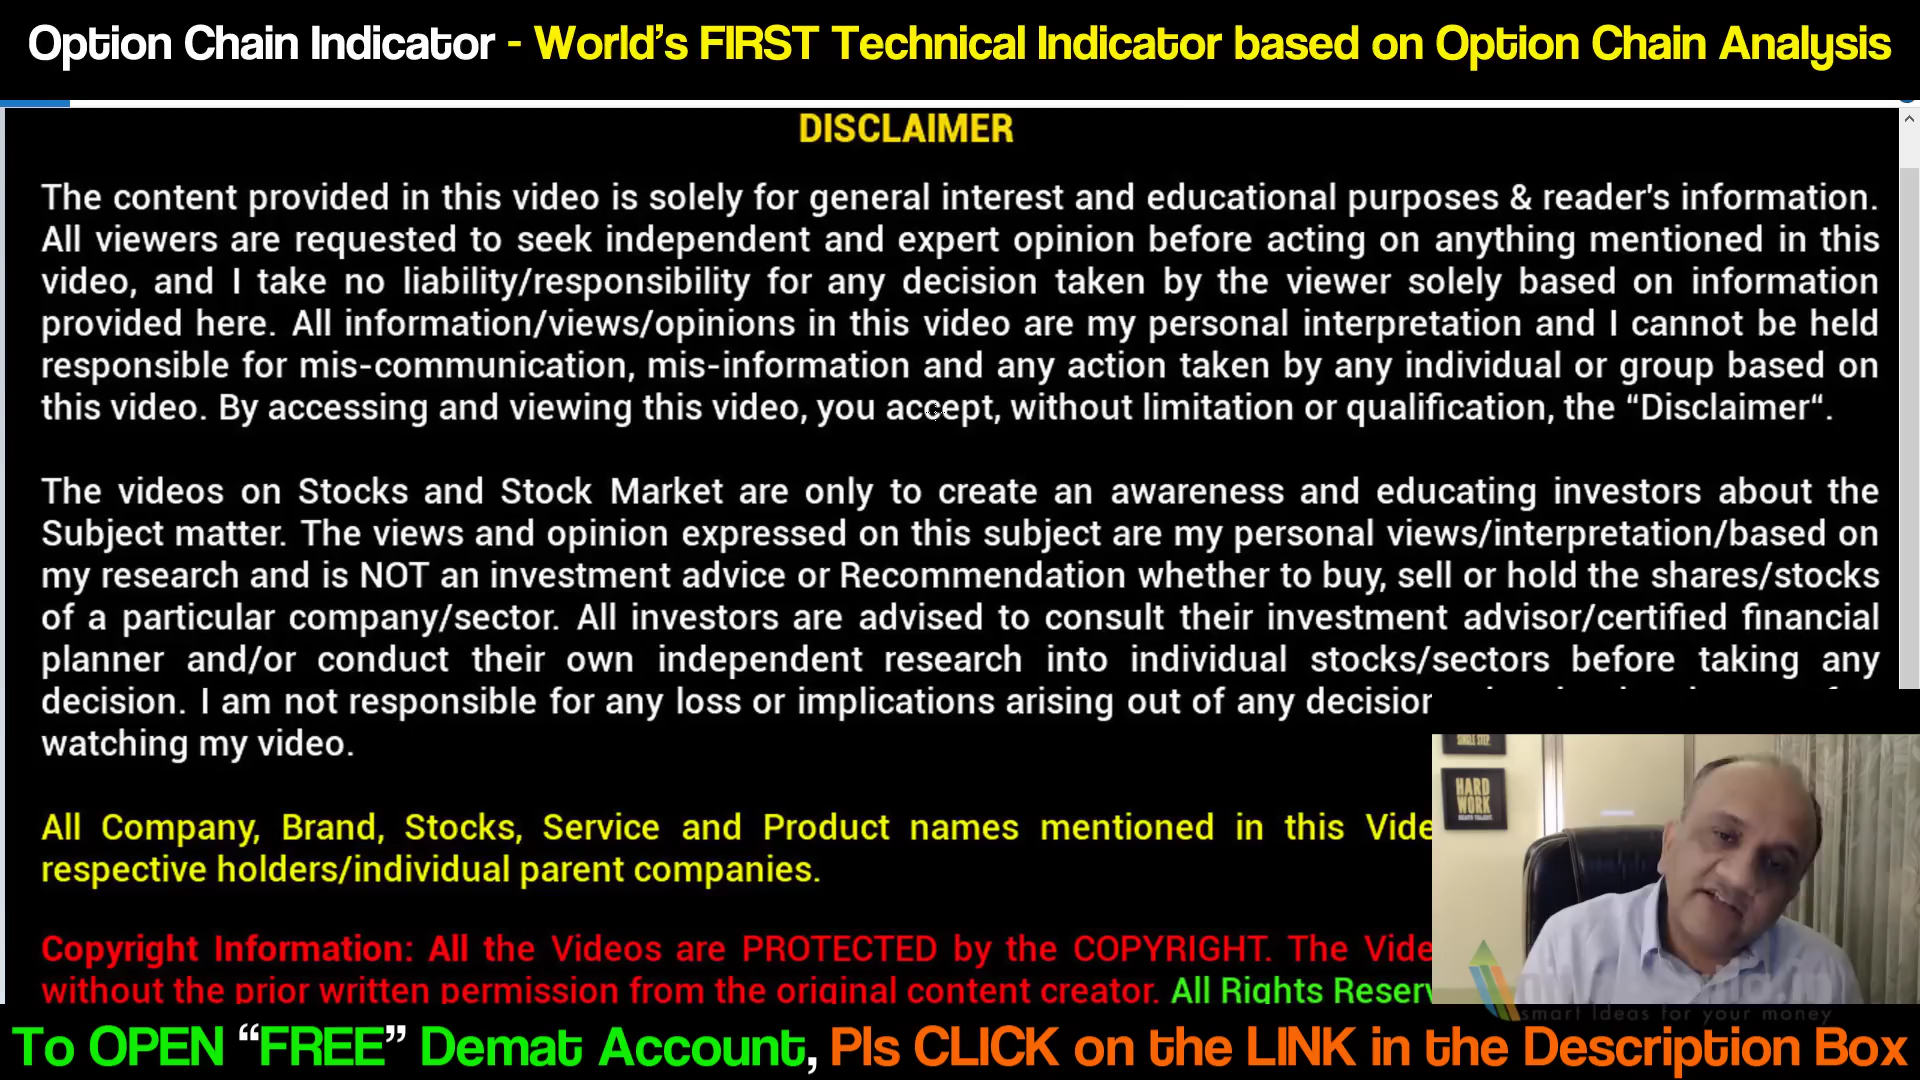 Option Chain Indicator - World's FIRST Technical Indicator based on Option Chain Analysis
DISCLAIMER
The content provided in this video is solely for general interest and educational purposes & reader's information.
All viewers are requested to seek independent and expert opinion before acting on anything mentioned in this
video, and I take no liability/responsibility for any decision taken by the viewer solely based on information
provided here. All information/views/opinions in this video are my personal interpretation and I cannot be held
responsible for mis-communication, mis-information and any action taken by any individual or group based on
this video. By accessing and viewing this video, you accept, without limitation or qualification, the “Disclaimer“.
The videos on Stocks and Stock Market are only to create an awareness and educating investors about the
Subject matter. The views and opinion expressed on this subject are my personal views/interpretation/based on
my research and is NOT an investment advice or Recommendation whether to buy, sell or hold the shares/stocks
of a particular company/sector. All investors are advised to consult their investment advisor/certified financial
planner and/or conduct their own independent research into individual stocks/sectors before taking any
decision. I am not responsible for any loss or implications arising out of any decision
watching my video.
All Company, Brand, Stocks, Service and Product names mentioned in this Vide
respective holders/individual parent companies.
Copyright Information: All the Videos are PROTECTED by the COPYRIGHT. The Vide
without the prior written permission from the original content creator. All Rights Reserv
SINGLE STEP.
HARD
WORK
BEATS TALENT.
smart Ideas for your money
To OPEN “FREE” Demat Account, Pls CLICK on the LINK in the Description Box